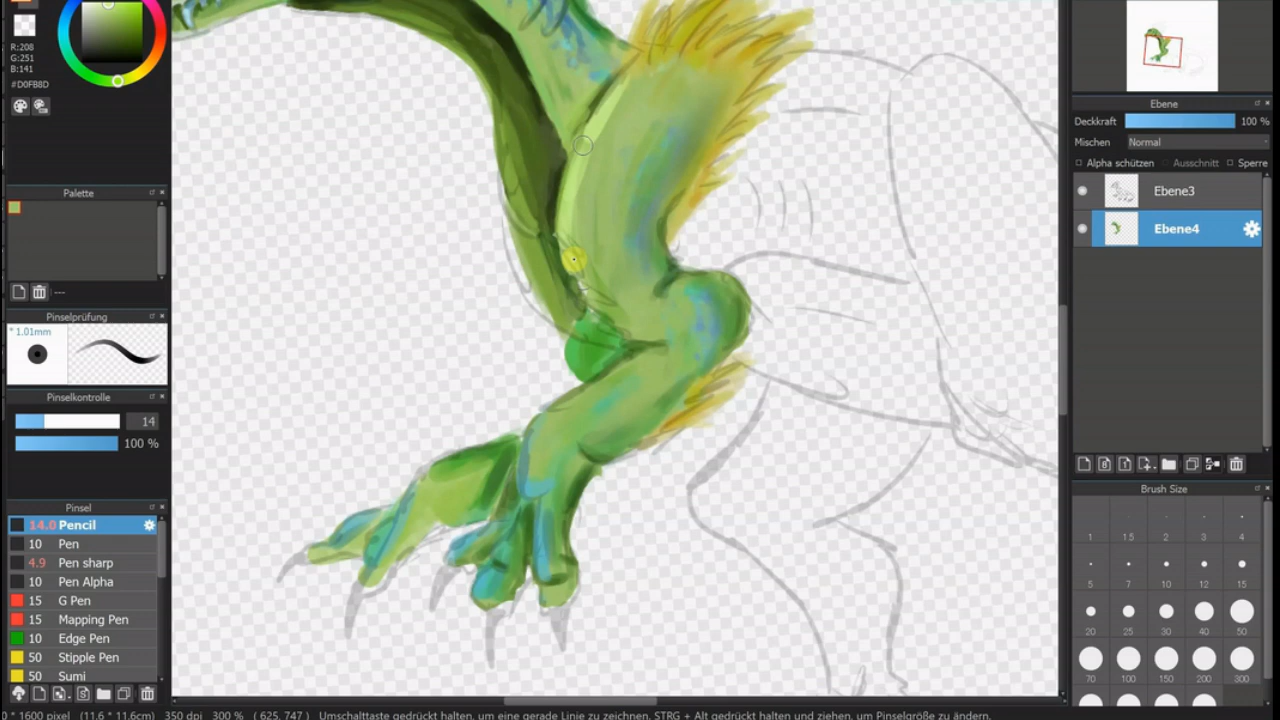 R:208
G:251
B:141
#D0FB8D
Palette
---
Pinselprüfung
* 1.01mm
Pinselkontrolle
14
100 %
Pinsel
14.0 Pencil
10 Pen
4.9 Pen sharp
10 Pen Alpha
15 G Pen
15 Mapping Pen
10 Edge Pen
50 Stipple Pen
50 Sumi
Ebene
Deckkraft 100 %
Mischen Normal
Alpha schützen Ausschnitt Sperre
Ebene3
Ebene4
Brush Size
1 1.5 2 3 4
5 7 10 12 15
20 25 30 40 50
70 100 150 200 300
0 * 1600 pixel (11.6 * 11.6cm) 350 dpi 300 % ( 625, 747 ) Umschalttaste gedrückt halten, um eine gerade Linie zu zeichnen, STRG + Alt gedrückt halten und ziehen, um Pinselgröße zu ändern.